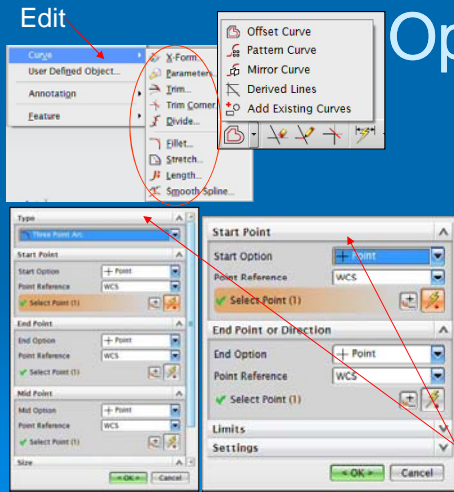 Edit
Op
Curve
User Defined Object...
Annotation
Feature
X-Form...
Parameters...
Trim...
Trim Corner...
Divide...
Fillet...
Stretch...
Length...
Smooth Spline...
Offset Curve
Pattern Curve
Mirror Curve
Derived Lines
Add Existing Curves
Type
Three Point Arc
Start Point
Start Option
Point
Point Reference
WCS
Select Point (1)
End Point
End Option
Point
Point Reference
WCS
Select Point (1)
Mid Point
Mid Option
Point
Point Reference
WCS
Select Point (1)
Size
< OK >
Cancel
Start Point
Start Option
Point
Point Reference
WCS
Select Point (1)
End Point or Direction
End Option
Point
Point Reference
WCS
Select Point (1)
Limits
Settings
< OK >
Cancel